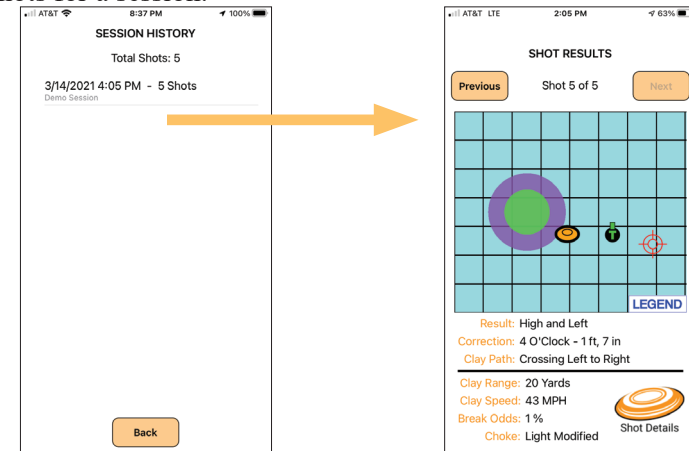 AT&T 8:37 PM 100%
SESSION HISTORY
Total Shots: 5
3/14/2021 4:05 PM - 5 Shots
Demo Session
Back
AT&T LTE 2:05 PM 63%
SHOT RESULTS
Previous Shot 5 of 5 Next
T
LEGEND
Result: High and Left
Correction: 4 O'Clock - 1 ft, 7 in
Clay Path: Crossing Left to Right
Clay Range: 20 Yards
Clay Speed: 43 MPH
Break Odds: 1 %
Choke: Light Modified
Shot Details